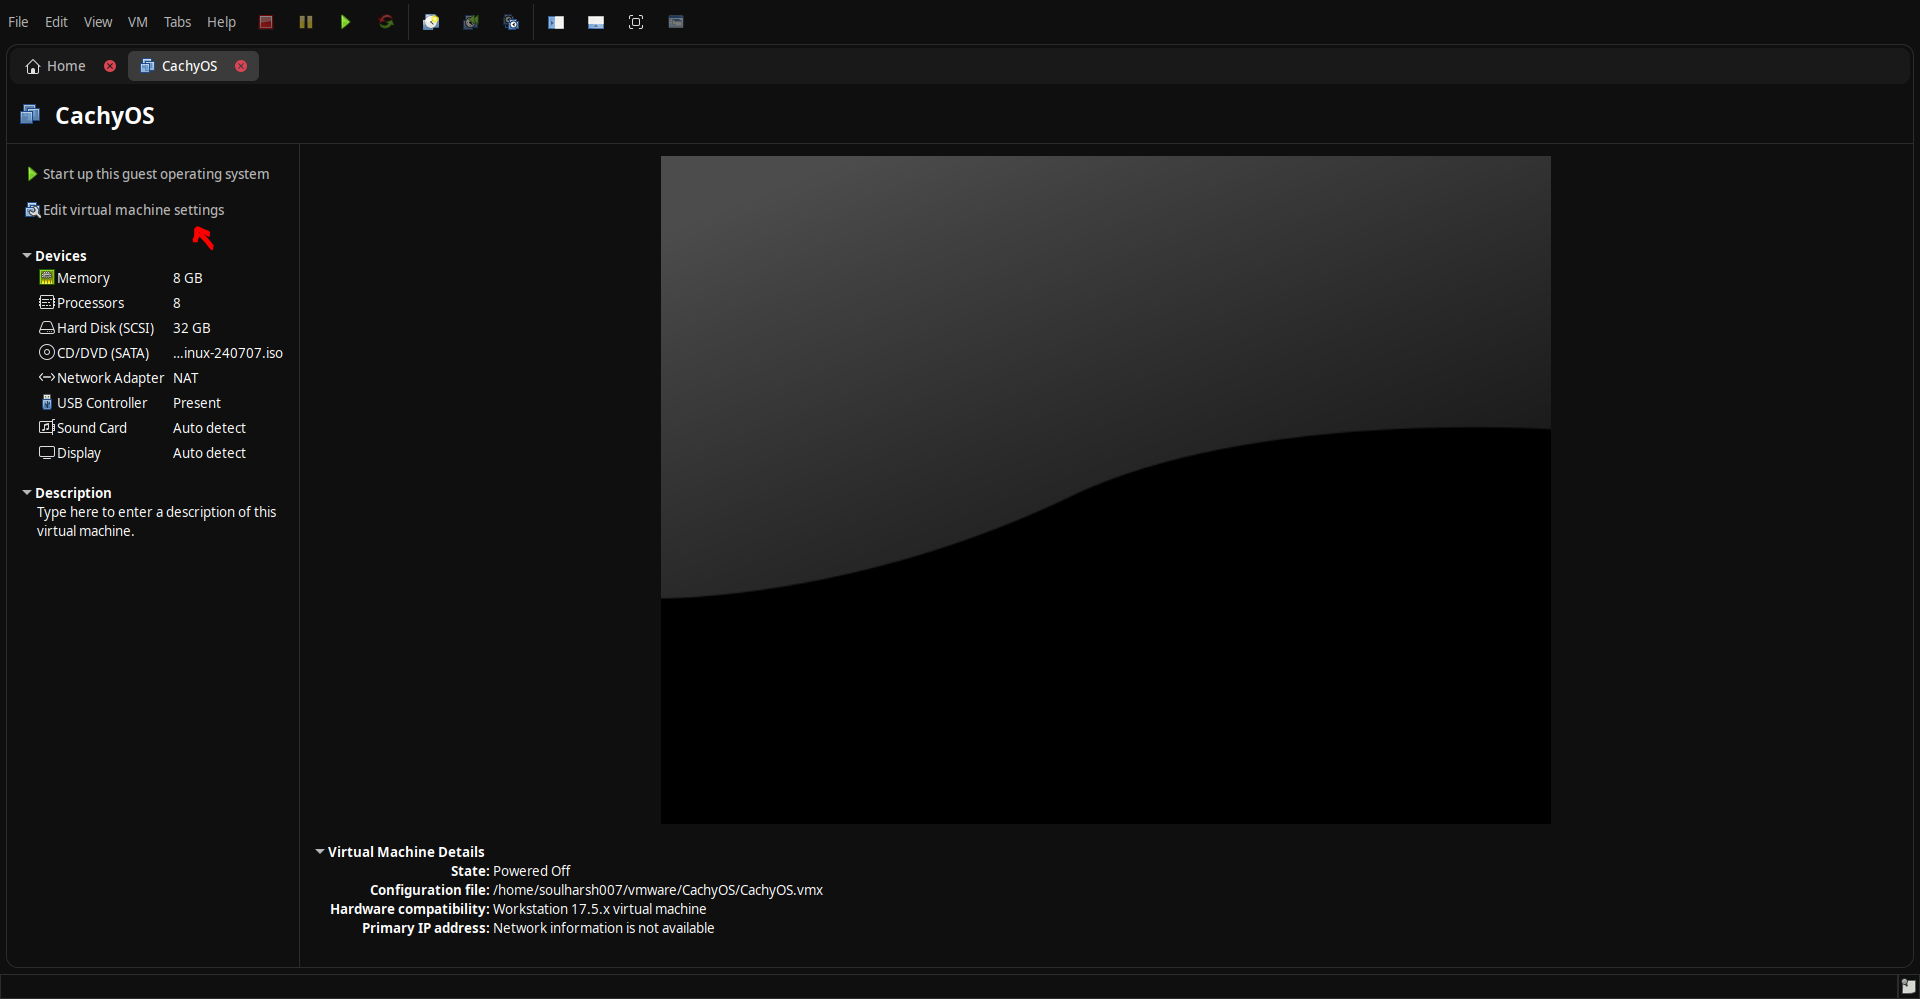 File Edit View VM Tabs Help
Home CachyOS
CachyOS
Start up this guest operating system
Edit virtual machine settings
Devices
Memory 8 GB
Processors 8
Hard Disk (SCSI) 32 GB
CD/DVD (SATA) ...inux-240707.iso
Network Adapter NAT
USB Controller Present
Sound Card Auto detect
Display Auto detect
Description
Type here to enter a description of this
virtual machine.
Virtual Machine Details
State: Powered Off
Configuration file: /home/soulharsh007/vmware/CachyOS/CachyOS.vmx
Hardware compatibility: Workstation 17.5.x virtual machine
Primary IP address: Network information is not available